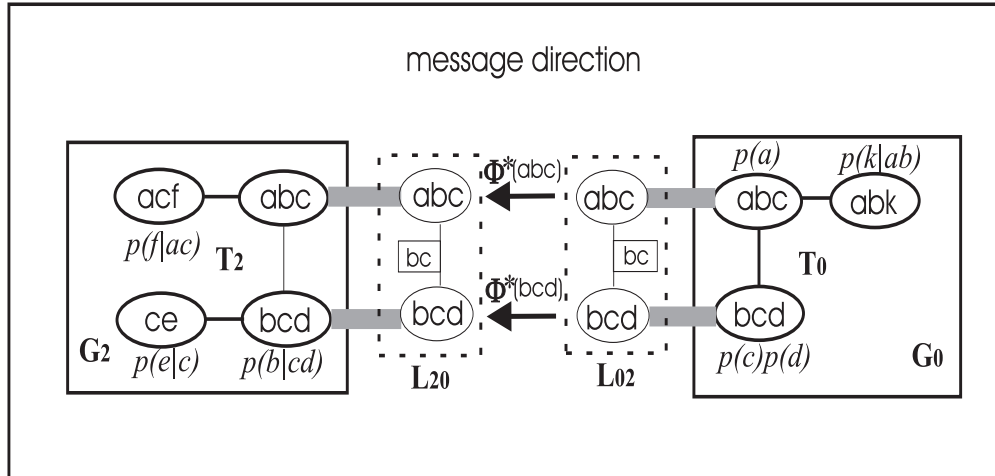 message direction
Φ*(abc)
p(a)
p(k|ab)
acf
abc
abc
abc
abc
abk
p(f|ac)
T2
bc
bc
T0
Φ*(bcd)
ce
bcd
bcd
bcd
bcd
G2
p(e|c)
p(b|cd)
p(c)p(d)
G0
L20
L02